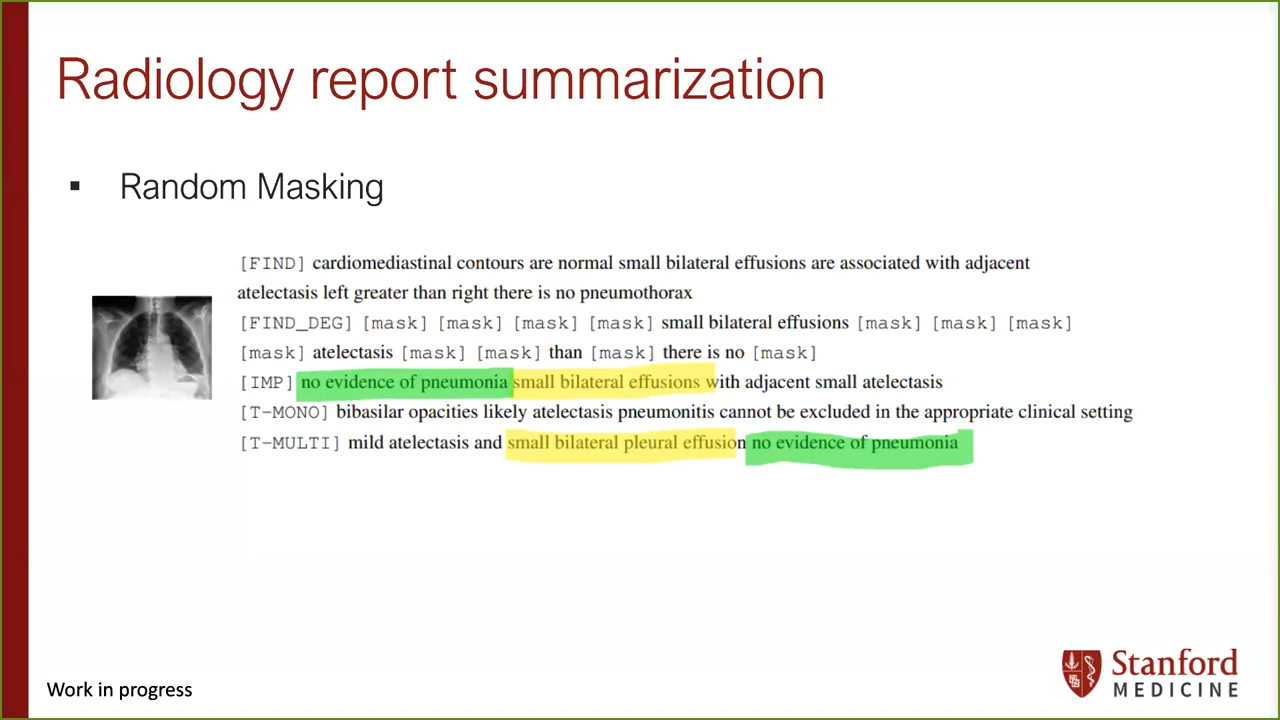 Radiology report summarization
▪ Random Masking
[FIND] cardiomediastinal contours are normal small bilateral effusions are associated with adjacent
atelectasis left greater than right there is no pneumothorax
[FIND_DEG] [mask] [mask] [mask] [mask] small bilateral effusions [mask] [mask] [mask]
[mask] atelectasis [mask] [mask] than [mask] there is no [mask]
[IMP] no evidence of pneumonia small bilateral effusions with adjacent small atelectasis
[T-MONO] bibasilar opacities likely atelectasis pneumonitis cannot be excluded in the appropriate clinical setting
[T-MULTI] mild atelectasis and small bilateral pleural effusion no evidence of pneumonia
Work in progress
Stanford
MEDICINE